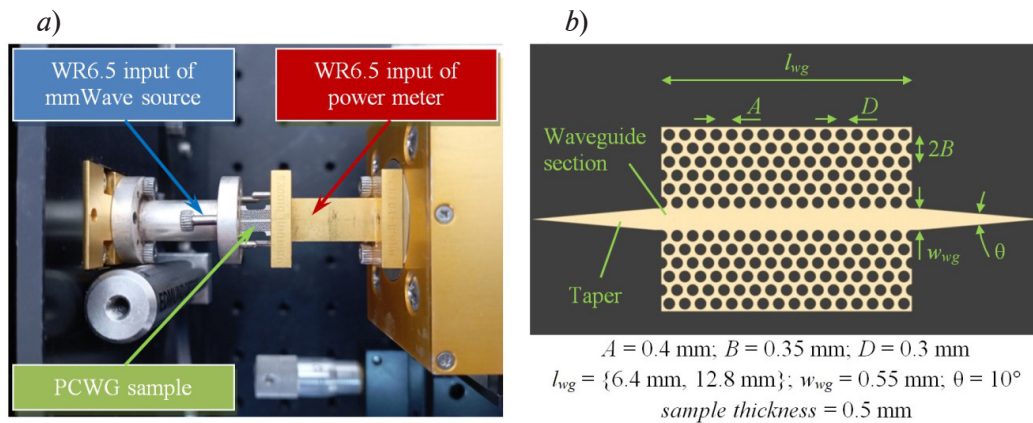 a)
b)
WR6.5 input of
mmWave source
WR6.5 input of
power meter
PCWG sample
l_wg
A
D
Waveguide
section
2B
w_wg
θ
Taper
A = 0.4 mm; B = 0.35 mm; D = 0.3 mm
l_wg = {6.4 mm, 12.8 mm}; w_wg = 0.55 mm; θ = 10°
sample thickness = 0.5 mm